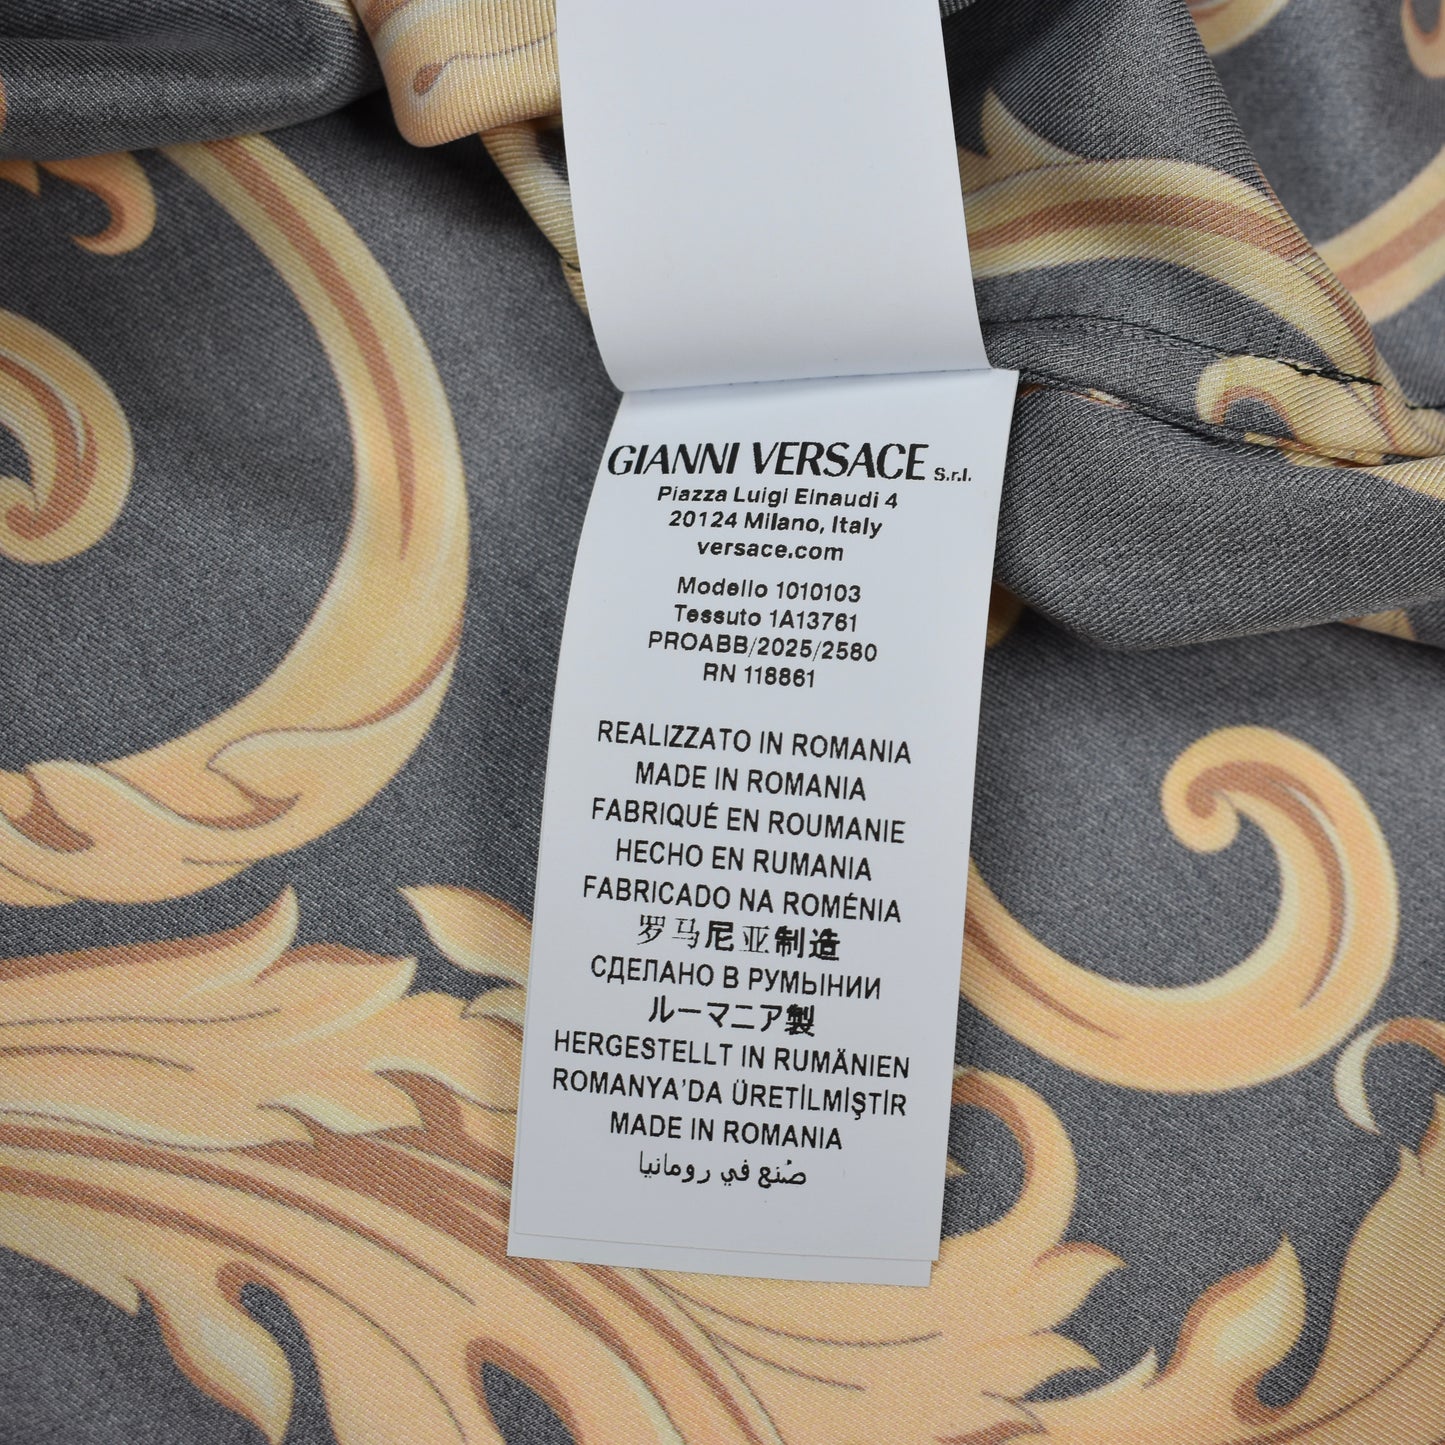 GIANNI VERSACE S.r.l.
Piazza Luigi Einaudi 4
20124 Milano, Italy
versace.com
Modello 1010103
Tessuto 1A13761
PROABB/2025/2580
RN 118861
REALIZZATO IN ROMANIA
MADE IN ROMANIA
FABRIQUÉ EN ROUMANIE
HECHO EN RUMANIA
FABRICADO NA ROMÉNIA
罗马尼亚制造
СДЕЛАНО В РУМЫНИИ
ルーマニア製
HERGESTELLT IN RUMÄNIEN
ROMANYA'DA ÜRETİLMİŞTİR
MADE IN ROMANIA
صُنع في رومانيا